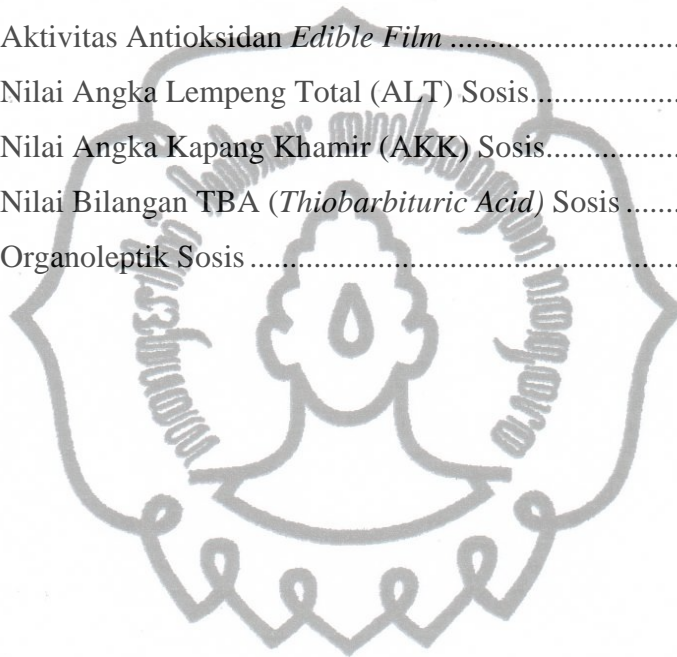 Aktivitas Antioksidan Edible Film ............................
Nilai Angka Lempeng Total (ALT) Sosis..................
Nilai Angka Kapang Khamir (AKK) Sosis................
Nilai Bilangan TBA (Thiobarbituric Acid) Sosis .......
Organoleptik Sosis ....................................................